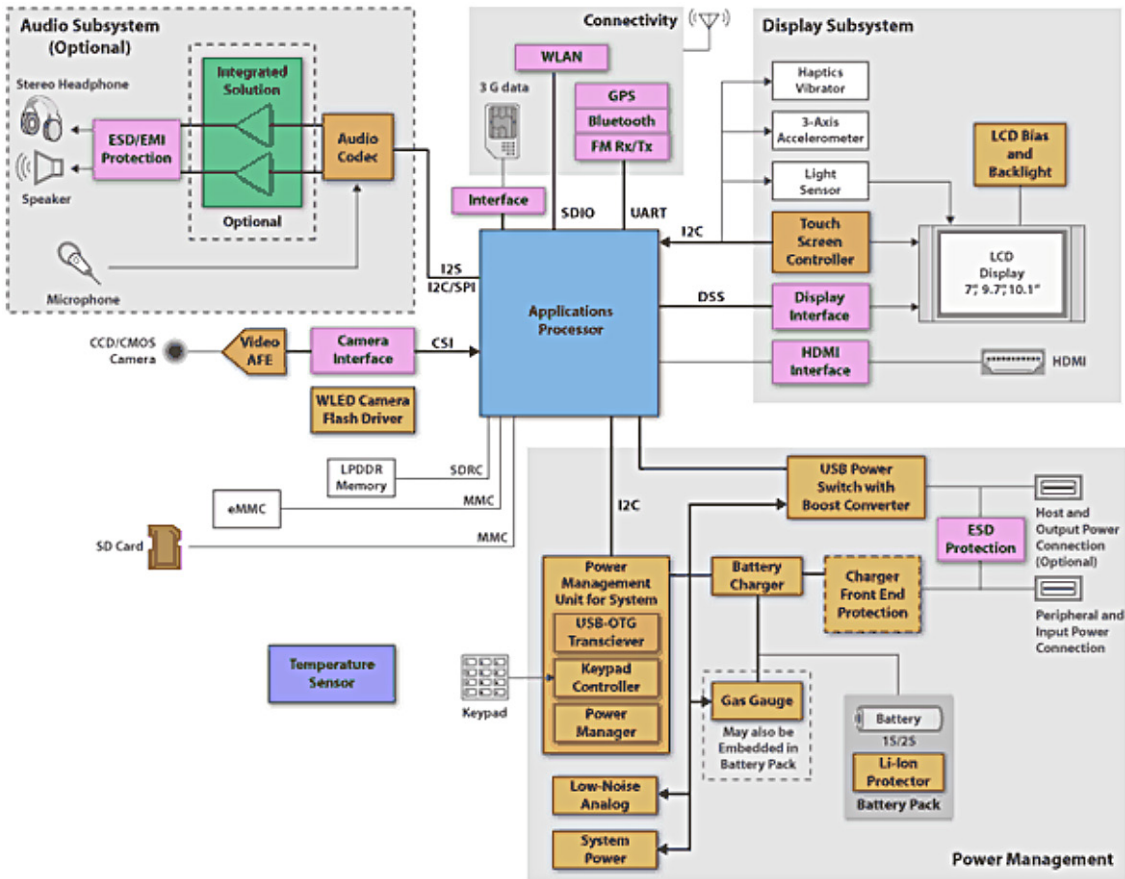 Audio Subsystem
(Optional)
Stereo Headphone
Speaker
Microphone
ESD/EMI
Protection
Integrated
Solution
Optional
Audio
Codec
I2S
I2C/SPI
Connectivity
WLAN
3 G data
GPS
Bluetooth
FM Rx/Tx
Interface
SDIO
UART
Display Subsystem
Haptics
Vibrator
3-Axis
Accelerometer
Light
Sensor
LCD Bias
and
Backlight
I2C
Touch
Screen
Controller
LCD
Display
7", 9.7", 10.1"
DSS
Display
Interface
HDMI
Interface
HDMI
Applications
Processor
CCD/CMOS
Camera
Video
AFE
Camera
Interface
CSI
WLED Camera
Flash Driver
LPDDR
Memory
SDRC
eMMC
MMC
SD Card
MMC
Temperature
Sensor
I2C
USB Power
Switch with
Boost Converter
Host and
Output Power
Connection
(Optional)
ESD
Protection
Power
Management
Unit for System
USB-OTG
Transciever
Keypad
Controller
Power
Manager
Keypad
Battery
Charger
Charger
Front End
Protection
Peripheral and
Input Power
Connection
Gas Gauge
May also be
Embedded in
Battery Pack
Battery
1S/2S
Li-Ion
Protector
Battery Pack
Low-Noise
Analog
System
Power
Power Management